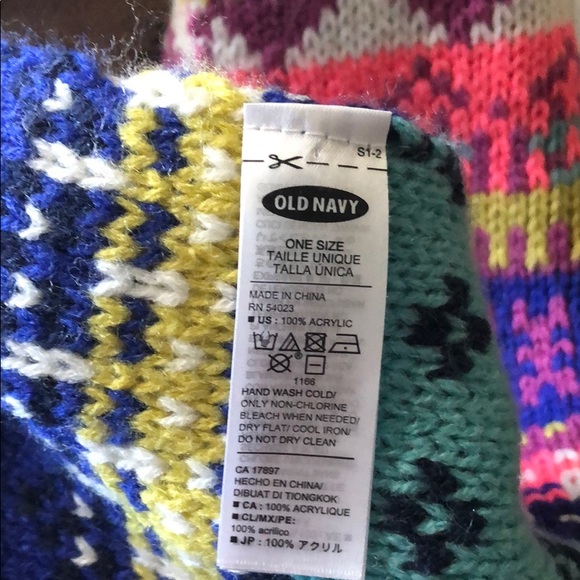 S1-2
OLD NAVY
ONE SIZE
TAILLE UNIQUE
TALLA ÚNICA
MADE IN CHINA
RN 54023
■ US : 100% ACRYLIC
1166
HAND WASH COLD/
ONLY NON-CHLORINE
BLEACH WHEN NEEDED/
DRY FLAT/ COOL IRON/
DO NOT DRY CLEAN
CA 17897
HECHO EN CHINA/
DIBUAT DI TIONGKOK
■ CA : 100% ACRYLIQUE
■ CL/MX/PE:
100% acrílico
■ JP : 100% アクリル